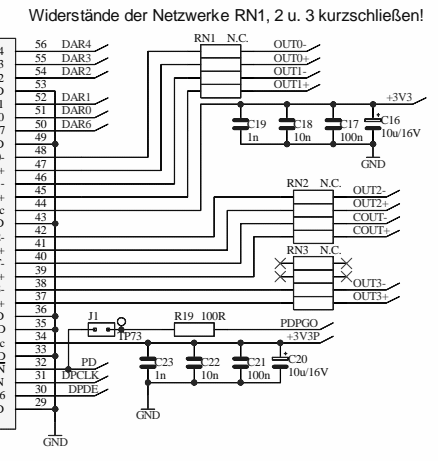 Widerstände der Netzwerke RN1, 2 u. 3 kurzschließen!
RN1 N.C.
56 DAR4
55 DAR3
54 DAR2
53
52 DAR1
51 DAR0
50 DAR6
49
48
47
46
45
44
43
42
41
40
39
38
37
36
35
34
33
32 PD
31 DPCLK
30 DPDE
29
OUT0-
OUT0+
OUT1-
OUT1+
+3V3
C19 1n
C18 10n
C17 100n
C16 10u/16V
GND
RN2 N.C.
OUT2-
OUT2+
COUT-
COUT+
RN3 N.C.
OUT3-
OUT3+
J1
TP73
R19 100R
PDPGO
+3V3P
C23 1n
C22 10n
C21 100n
C20 10u/16V
GND
GND